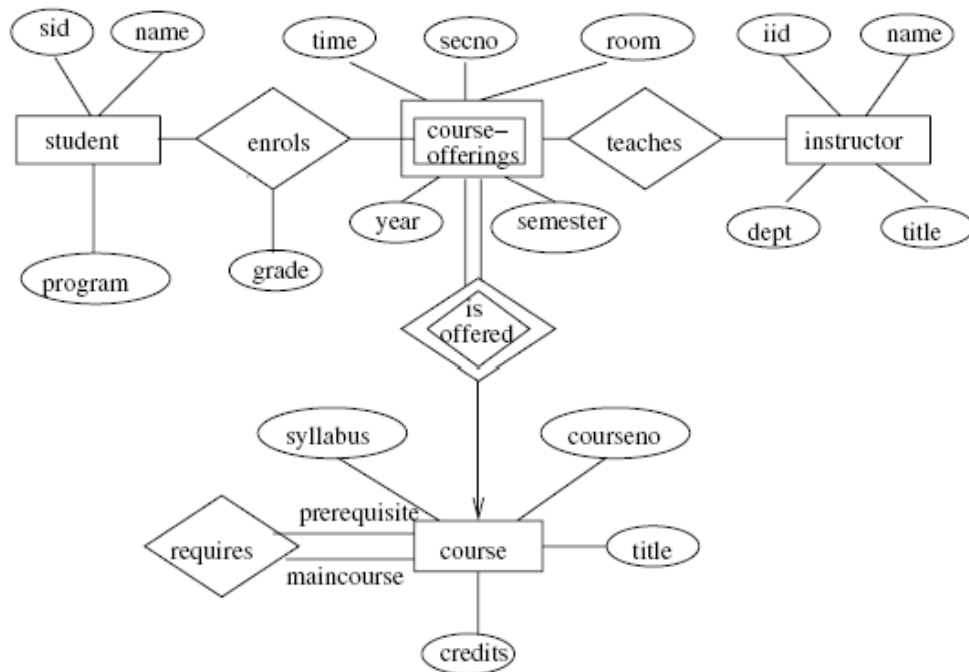 sid
name
time
secno
room
iid
name
student
enrols
course-
offerings
teaches
instructor
year
semester
dept
title
program
grade
is
offered
syllabus
courseno
prerequisite
requires
course
title
maincourse
credits